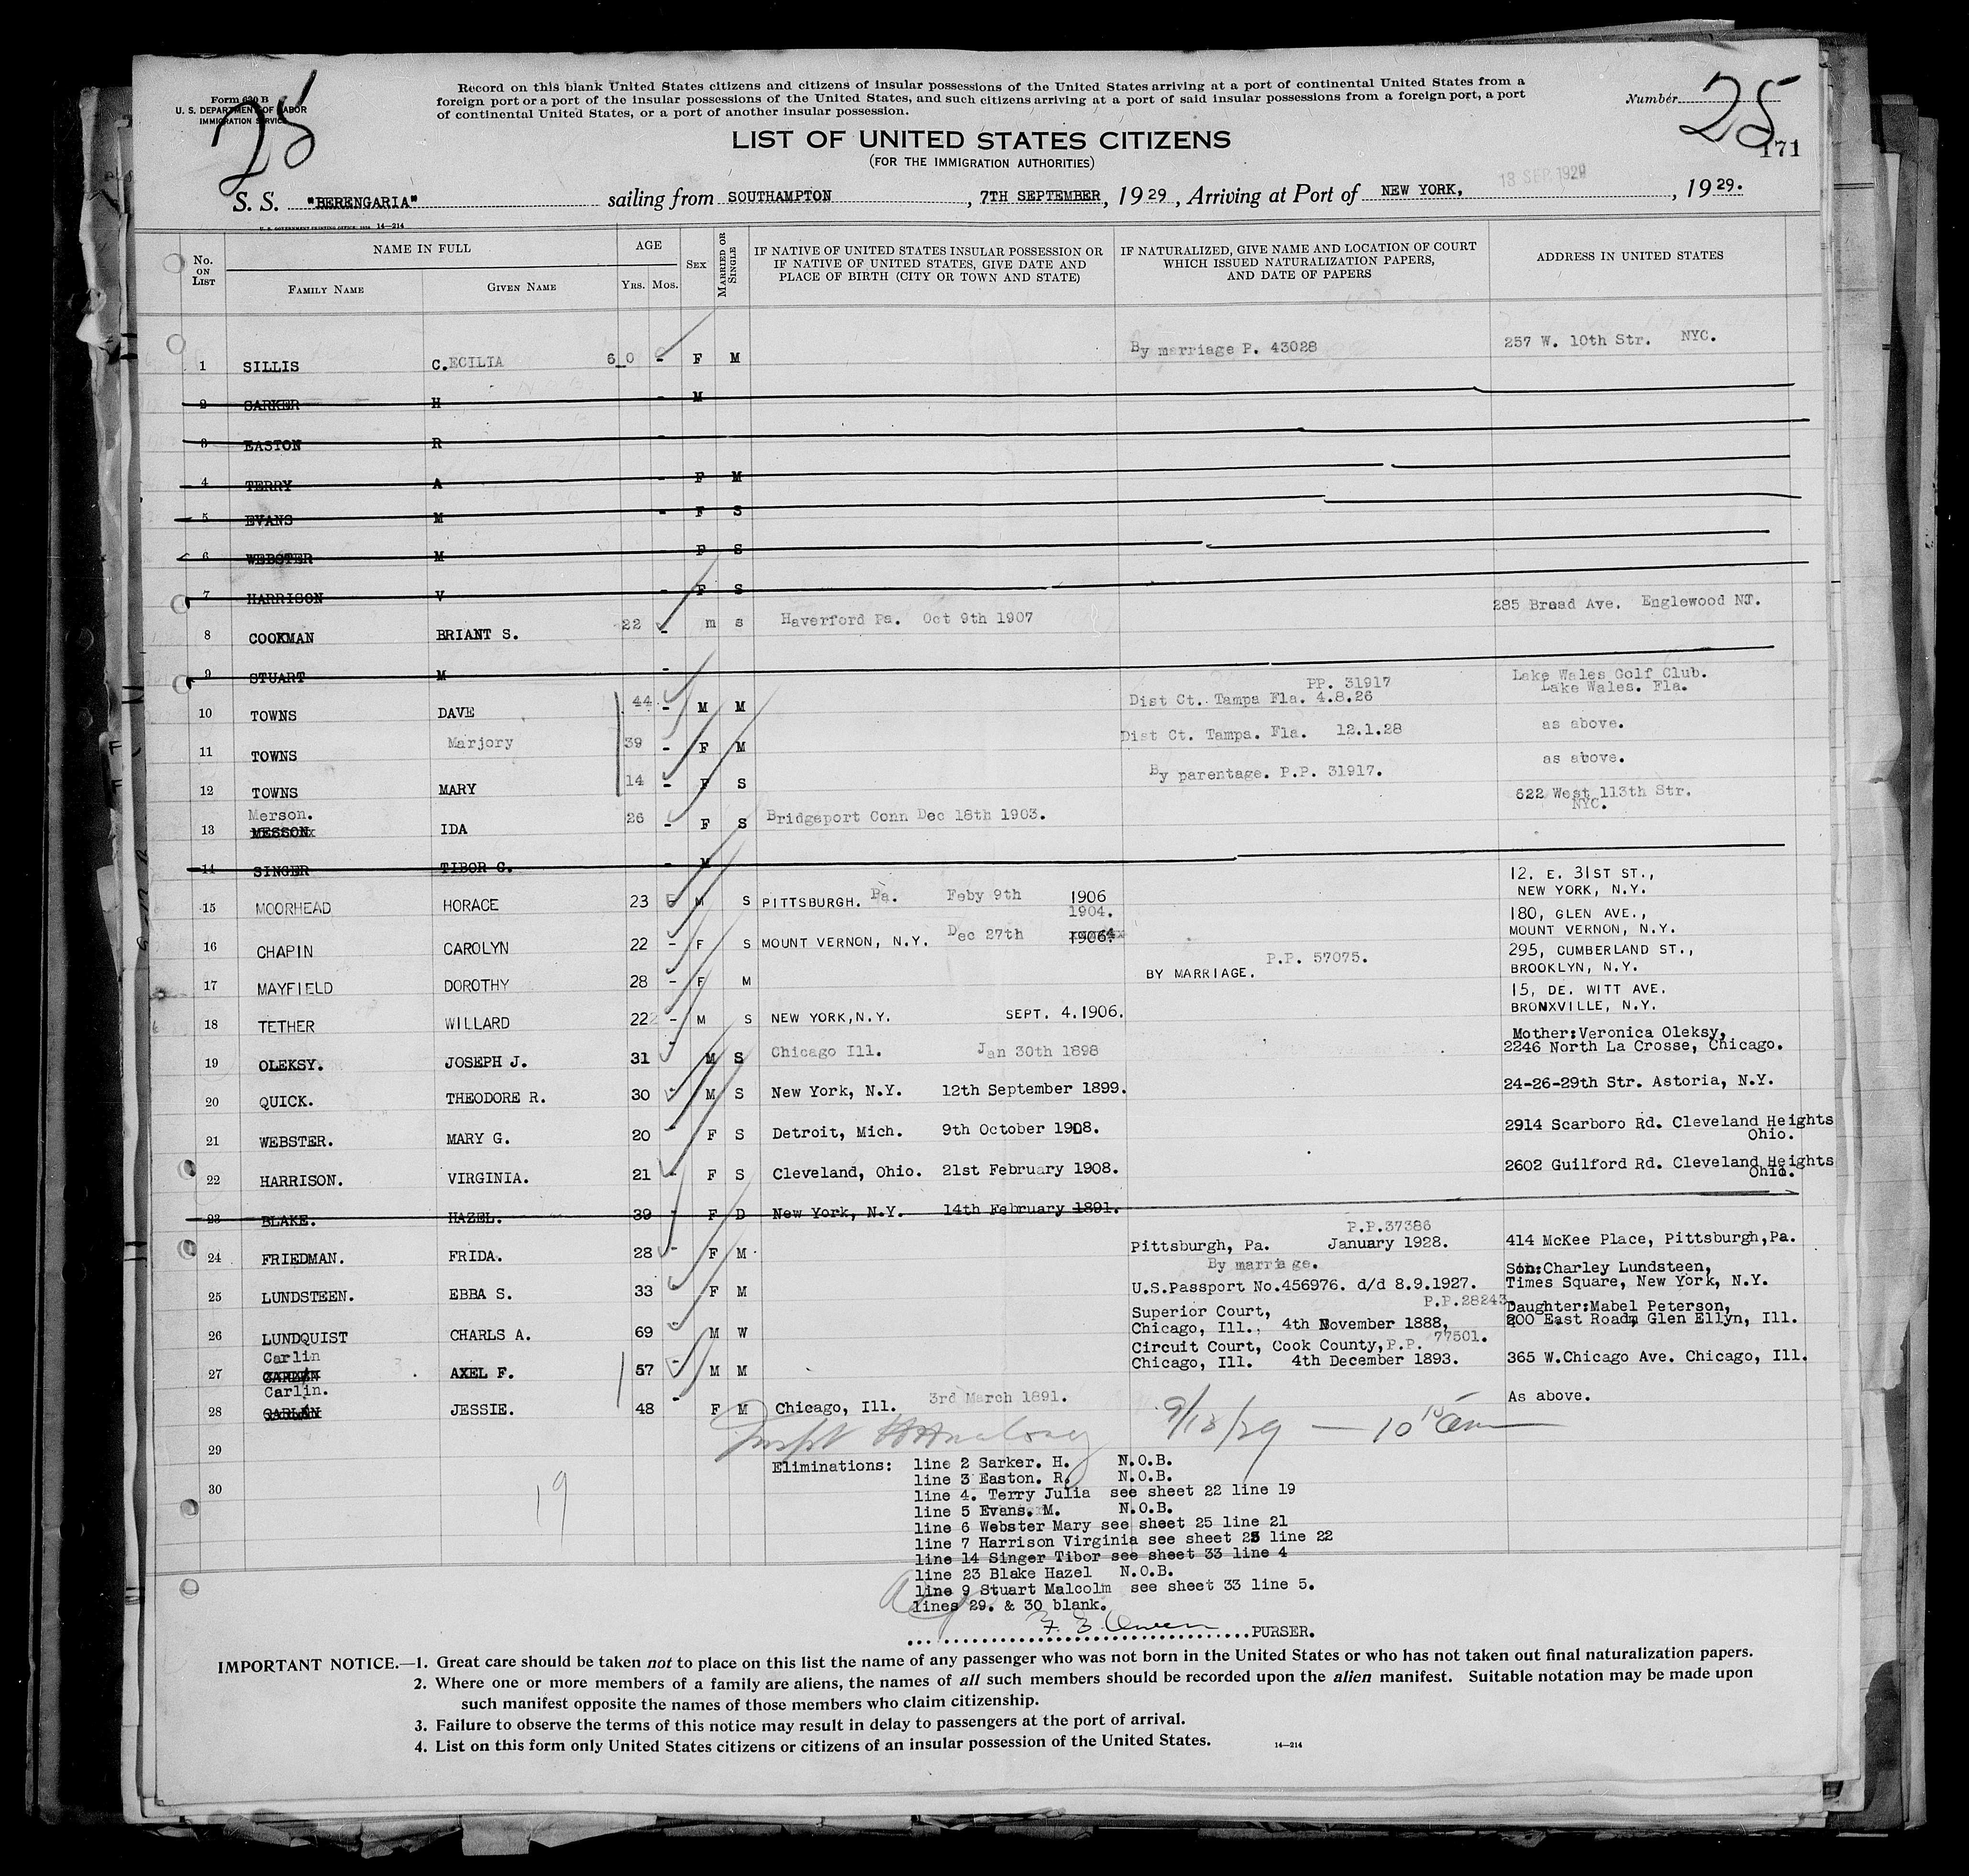 Form 630 B
U. S. DEPARTMENT OF LABOR
IMMIGRATION SERVICE
25
Record on this blank United States citizens and citizens of insular possessions of the United States arriving at a port of continental United States from a
foreign port or a port of the insular possessions of the United States, and such citizens arriving at a port of said insular possessions from a foreign port, a port
of continental United States, or a port of another insular possession.
Number 25
171
LIST OF UNITED STATES CITIZENS
(FOR THE IMMIGRATION AUTHORITIES)
13 SEP 1929
S. S. "BERENGARIA" sailing from SOUTHAMPTON, 7TH SEPTEMBER, 1929, Arriving at Port of NEW YORK, , 1929.
14-214
No. ON LIST NAME IN FULL AGE SEX MARRIED OR SINGLE IF NATIVE OF UNITED STATES INSULAR POSSESSION OR IF NATIVE OF UNITED STATES, GIVE DATE AND PLACE OF BIRTH (CITY OR TOWN AND STATE) IF NATURALIZED, GIVE NAME AND LOCATION OF COURT WHICH ISSUED NATURALIZATION PAPERS, AND DATE OF PAPERS ADDRESS IN UNITED STATES
FAMILY NAME GIVEN NAME YRS. MOS.
1 SILLIS C.ECILIA 60 - F M By marriage P. 43028 257 W. 10th Str. NYC.
2 SARKER H - M
3 EASTON R -
4 TERRY A - F M
5 EVANS M - F S
6 WEBSTER M F S
7 HARRISON V - F S
8 COOKMAN BRIANT S. 22 - m s Haverford Pa. Oct 9th 1907 285 Broad Ave. Englewood NJ.
9 STUART M -
10 TOWNS DAVE 44 - M M PP. 31917 Dist Ct. Tampa Fla. 4.8.26 Lake Wales Golf Club. Lake Wales. Fla.
11 TOWNS Marjory 39 - F M Dist Ct. Tampa. Fla. 12.1.28 as above.
12 TOWNS MARY 14 - F S By parentage. P.P. 31917. as above.
13 Merson. MESSON IDA 26 - F S Bridgeport Conn Dec 18th 1903. 622 West 113th Str. NYC.
14 SINGER TIBOR G. - M
15 MOORHEAD HORACE 23 M S PITTSBURGH. Pa. Feby 9th 1906 12. E. 31ST ST., NEW YORK, N.Y.
16 CHAPIN CAROLYN 22 - F S MOUNT VERNON, N.Y. Dec 27th 1904. 1906. 180, GLEN AVE., MOUNT VERNON, N.Y.
17 MAYFIELD DOROTHY 28 - F M BY MARRIAGE. P.P. 57075. 295, CUMBERLAND ST., BROOKLYN, N.Y.
18 TETHER WILLARD 22 - M S NEW YORK, N.Y. SEPT. 4.1906. 15, DE. WITT AVE. BRONXVILLE, N.Y.
19 OLEKSY. JOSEPH J. 31 - M S Chicago Ill. Jan 30th 1898 Mother:Veronica Oleksy, 2246 North La Crosse, Chicago.
20 QUICK. THEODORE R. 30 - M S New York, N.Y. 12th September 1899. 24-26-29th Str. Astoria, N.Y.
21 WEBSTER. MARY G. 20 - F S Detroit, Mich. 9th October 1908. 2914 Scarboro Rd. Cleveland Heights Ohio.
22 HARRISON. VIRGINIA. 21 - F S Cleveland, Ohio. 21st February 1908. 2602 Guilford Rd. Cleveland Heights Ohio.
23 BLAKE. HAZEL. 39 - F D New York, N.Y. 14th February 1891.
24 FRIEDMAN. FRIDA. 28 - F M. P.P.37386 Pittsburgh, Pa. January 1928. By marriage. 414 McKee Place, Pittsburgh,Pa.
25 LUNDSTEEN. EBBA S. 33 - F M U.S.Passport No.456976. d/d 8.9.1927. Son:Charley Lundsteen, Times Square, New York, N.Y.
26 LUNDQUIST CHARLS A. 69 - M W P.P.28243. Superior Court, Chicago, Ill., 4th November 1888, Daughter:Mabel Peterson, 200 East Road, Glen Ellyn, Ill.
27 Carlin AXEL F. 57 - M M Circuit Court, Cook County, P.P. 77501. Chicago, Ill. 4th December 1893. 365 W.Chicago Ave. Chicago, Ill.
28 Carlin. JESSIE. 48 - F M Chicago, Ill. 3rd March 1891. As above.
29
9/13/29 — 10 15 am
30
19
Eliminations: line 2 Sarker. H. N.O.B.
line 3 Easton. R. N.O.B.
line 4. Terry Julia see sheet 22 line 19
line 5 Evans. M. N.O.B.
line 6 Webster Mary see sheet 25 line 21
line 7 Harrison Virginia see sheet 25 line 22
line 14 Singer Tibor see sheet 33 line 4
line 23 Blake Hazel N.O.B.
line 9 Stuart Malcolm see sheet 33 line 5.
lines 29. & 30 blank.
PURSER.
IMPORTANT NOTICE.—1. Great care should be taken not to place on this list the name of any passenger who was not born in the United States or who has not taken out final naturalization papers.
2. Where one or more members of a family are aliens, the names of all such members should be recorded upon the alien manifest. Suitable notation may be made upon
such manifest opposite the names of those members who claim citizenship.
3. Failure to observe the terms of this notice may result in delay to passengers at the port of arrival.
4. List on this form only United States citizens or citizens of an insular possession of the United States.
14—214